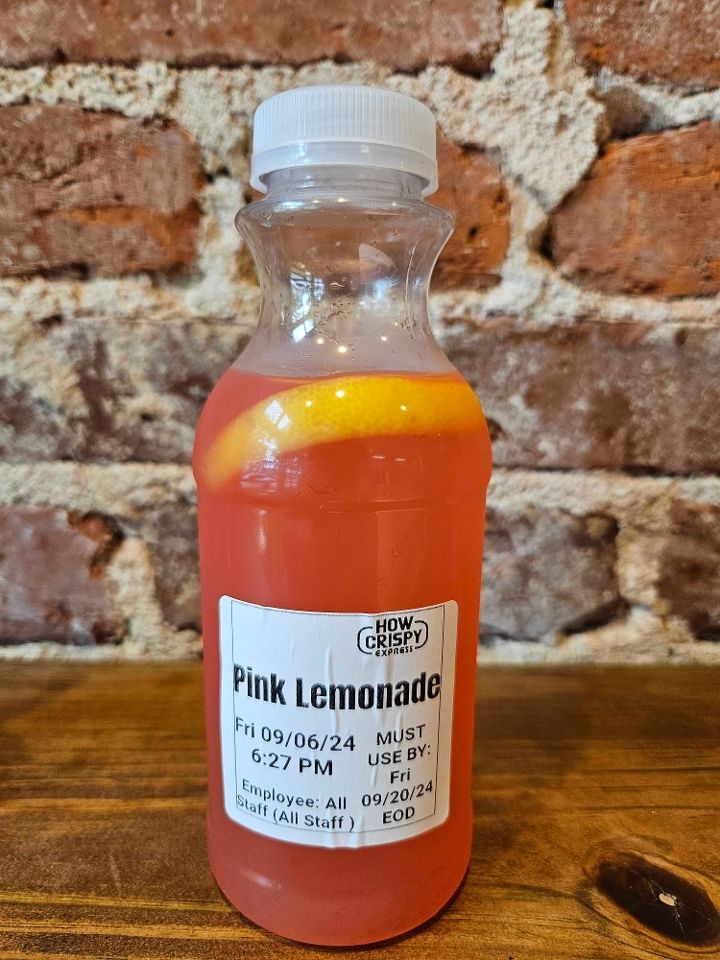 HOW
CRISPY
EXPRESS
Pink Lemonade
Fri 09/06/24
6:27 PM
Employee: All
Staff (All Staff )
MUST
USE BY:
Fri
09/20/24
EOD